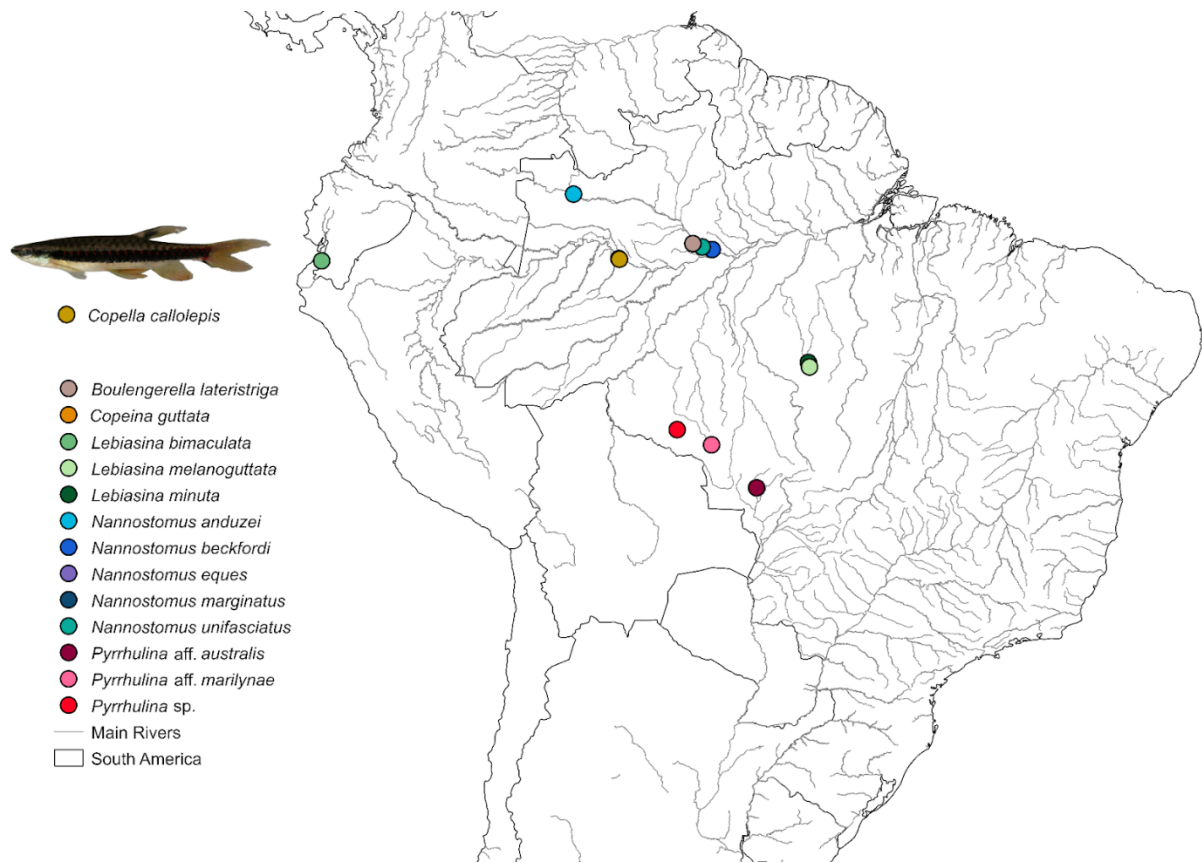 Copella callolepis
Boulengerella lateristriga
Copeina guttata
Lebiasina bimaculata
Lebiasina melanoguttata
Lebiasina minuta
Nannostomus anduzei
Nannostomus beckfordi
Nannostomus eques
Nannostomus marginatus
Nannostomus unifasciatus
Pyrrhulina aff. australis
Pyrrhulina aff. marilynae
Pyrrhulina sp.
Main Rivers
South America